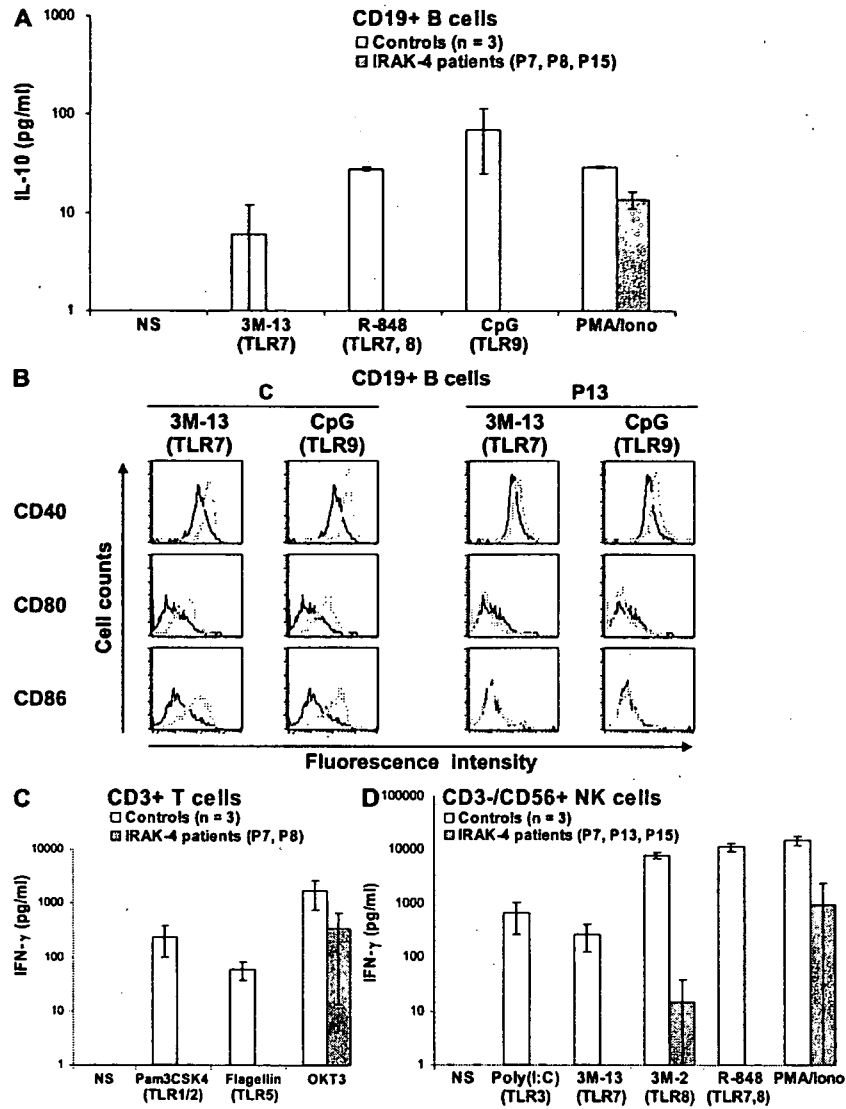 A
CD19+ B cells
Controls (n = 3)
IRAK-4 patients (P7, P8, P15)
IL-10 (pg/ml)
1000
100
10
1
NS
3M-13
(TLR7)
R-848
(TLR7, 8)
CpG
(TLR9)
PMA/Iono
B
CD19+ B cells
C
P13
3M-13
(TLR7)
CpG
(TLR9)
3M-13
(TLR7)
CpG
(TLR9)
CD40
CD80
CD86
Cell counts
Fluorescence intensity
C
CD3+ T cells
Controls (n = 3)
IRAK-4 patients (P7, P8)
IFN-γ (pg/ml)
10000
1000
100
10
1
NS
Pam3CSK4
(TLR1/2)
Flagellin
(TLR5)
OKT3
D
CD3-/CD56+ NK cells
Controls (n = 3)
IRAK-4 patients (P7, P13, P15)
IFN-γ (pg/ml)
100000
10000
1000
100
10
1
NS
Poly(I:C)
(TLR3)
3M-13
(TLR7)
3M-2
(TLR8)
R-848
(TLR7,8)
PMA/Iono